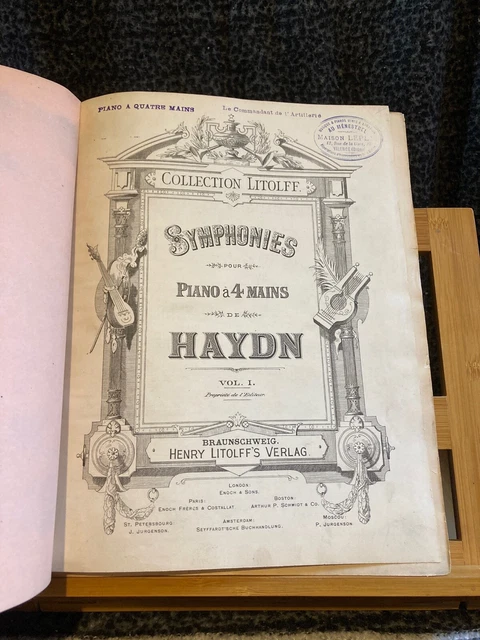 PIANO A QUATRE MAINS
Le Commandant de l'Artillerie
AU MENESTREL
MAISON
COLLECTION LITOLFF.
SYMPHONIES
POUR
PIANO à 4 MAINS
DE
HAYDN
VOL. I.
Propriété de l'Editeur.
BRAUNSCHWEIG.
HENRY LITOLFF'S VERLAG.
LONDON:
ENOCH & SONS.
PARIS:
ENOCH FRÈRES & COSTALLAT.
BOSTON:
ARTHUR P. SCHMIDT & CO.
ST. PETERSBOURG:
J. JURGENSON.
AMSTERDAM:
SEYFFARDT'SCHE BUCHHANDLUNG.
MOSCOU:
P. JURGENSON